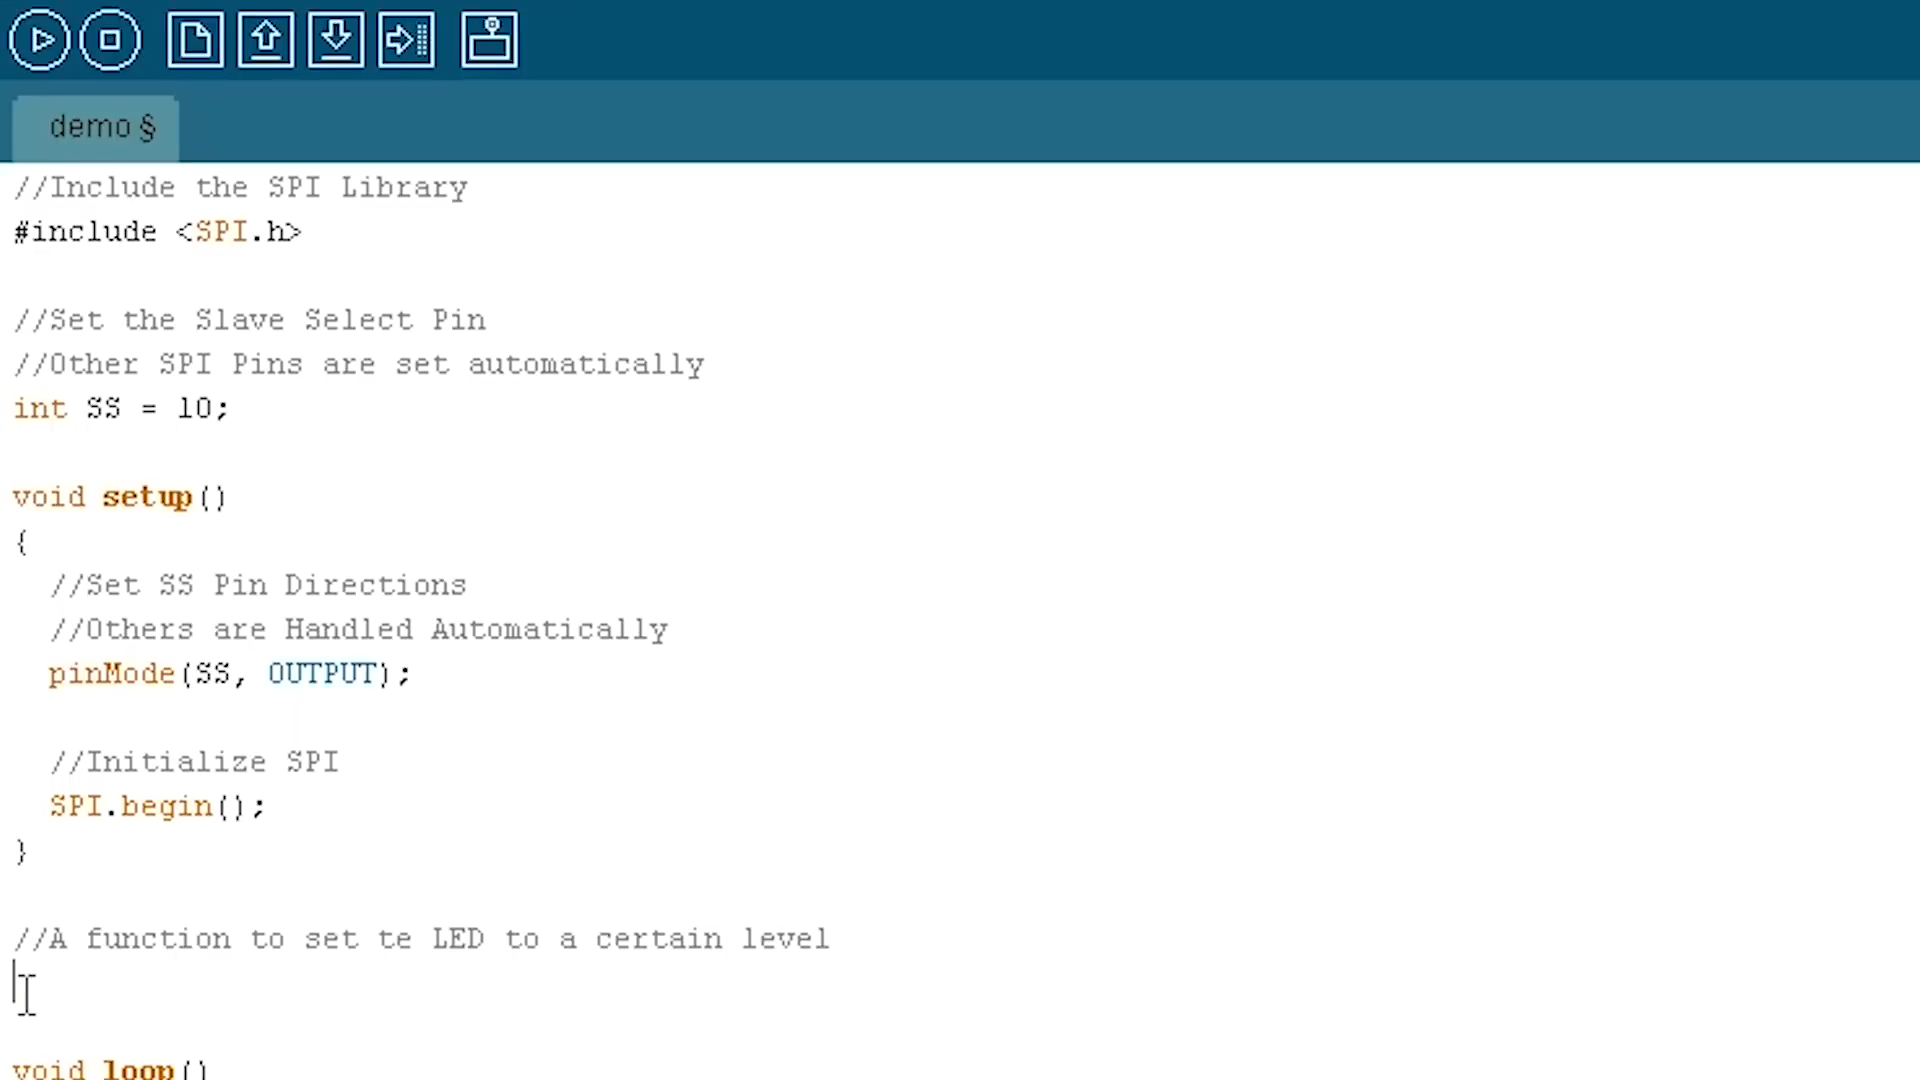 demo §
//Include the SPI Library
#include <SPI.h>
//Set the Slave Select Pin
//Other SPI Pins are set automatically
int SS = 10;
void setup()
{
//Set SS Pin Directions
//Others are Handled Automatically
pinMode(SS, OUTPUT);
//Initialize SPI
SPI.begin();
}
//A function to set te LED to a certain level
void loop()